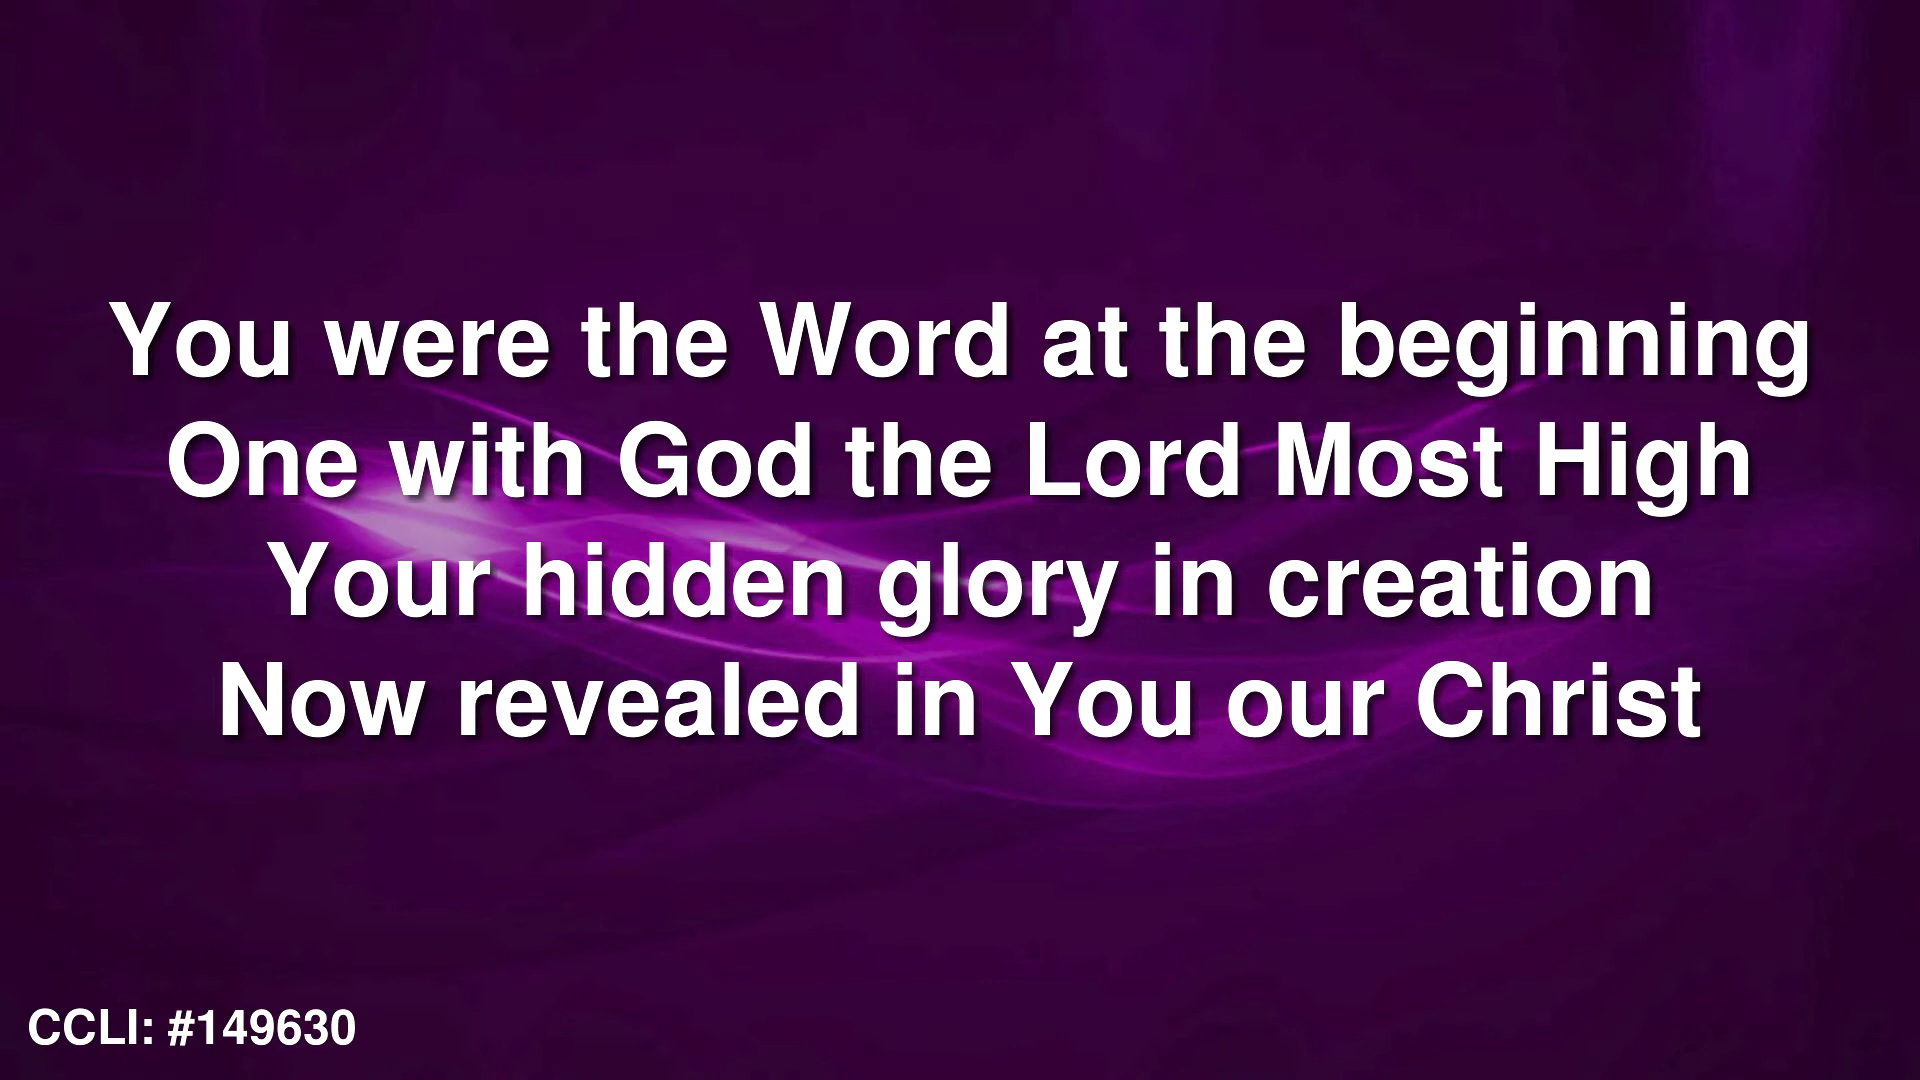 You were the Word at the beginning
One with God the Lord Most High
Your hidden glory in creation
Now revealed in You our Christ
CCLI: #149630